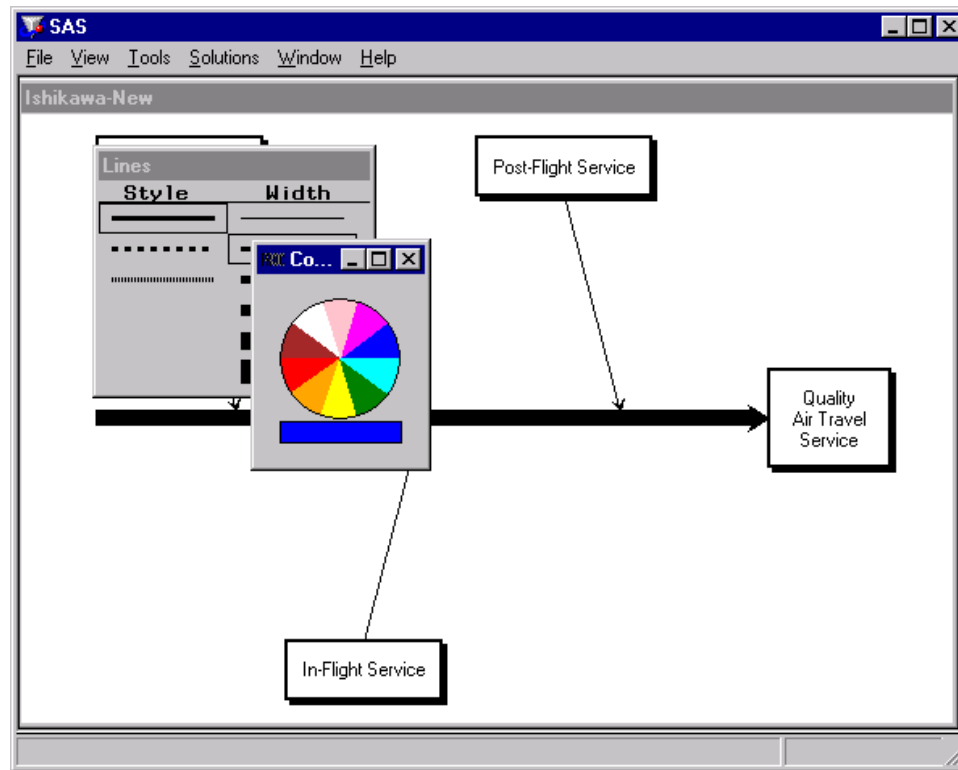 SAS
File View Tools Solutions Window Help
Ishikawa-New
Lines
Style Width
Co...
Post-Flight Service
Quality
Air Travel
Service
In-Flight Service